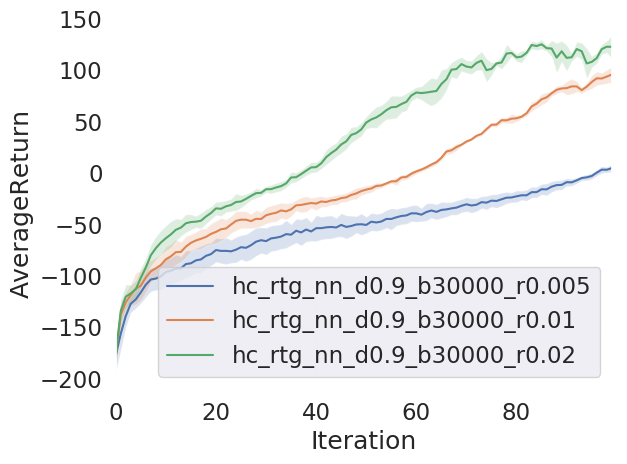 150
100
50
0
−50
−100
−150
−200
AverageReturn
hc_rtg_nn_d0.9_b30000_r0.005
hc_rtg_nn_d0.9_b30000_r0.01
hc_rtg_nn_d0.9_b30000_r0.02
0 20 40 60 80
Iteration